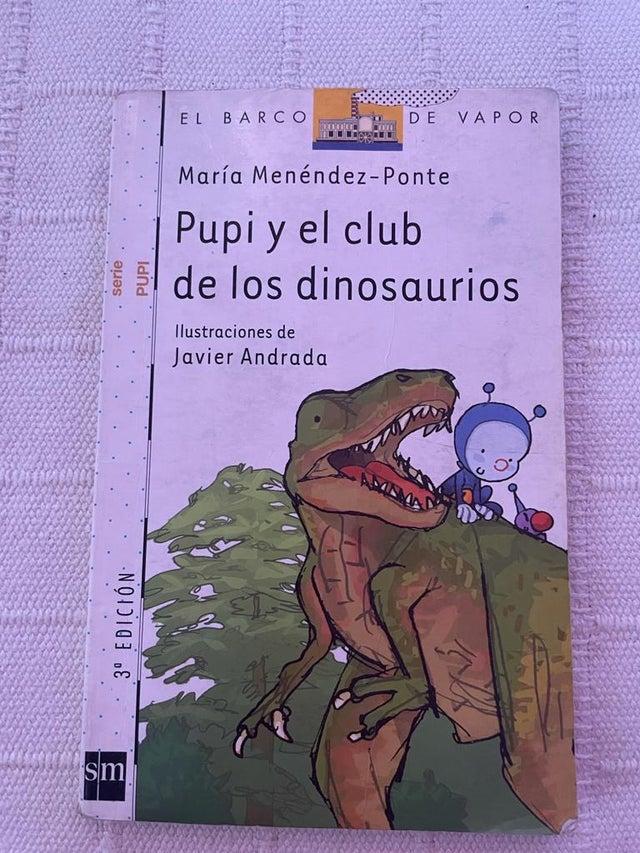 EL BARCO DE VAPOR
María Menéndez-Ponte
Pupi y el club
de los dinosaurios
Ilustraciones de
Javier Andrada
serie
PUPI
3ª EDICIÓN
sm